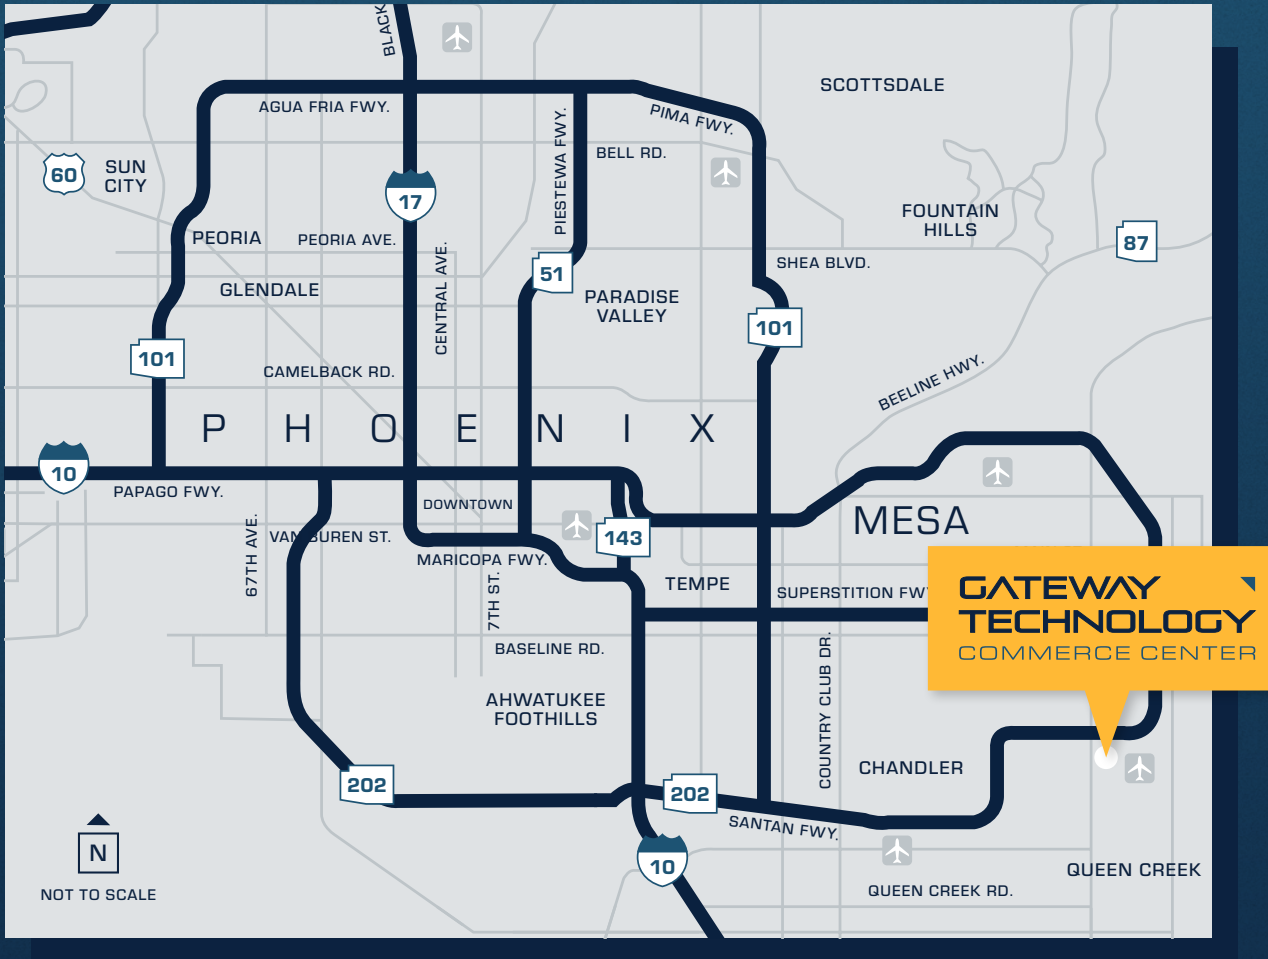 BLACK
SCOTTSDALE
AGUA FRIA FWY.
PIMA FWY.
PIESTEWA FWY.
BELL RD.
60
SUN
CITY
17
FOUNTAIN
HILLS
87
PEORIA
PEORIA AVE.
CENTRAL AVE.
51
SHEA BLVD.
GLENDALE
PARADISE
VALLEY
101
101
CAMELBACK RD.
BEELINE HWY.
PHOENIX
10
PAPAGO FWY.
DOWNTOWN
MESA
67TH AVE.
VAN BUREN ST.
143
MARICOPA FWY.
7TH ST.
TEMPE
SUPERSTITION FWY
GATEWAY
TECHNOLOGY
COMMERCE CENTER
BASELINE RD.
COUNTRY CLUB DR.
AHWATUKEE
FOOTHILLS
CHANDLER
202
202
SANTAN FWY.
N
10
QUEEN CREEK
NOT TO SCALE
QUEEN CREEK RD.